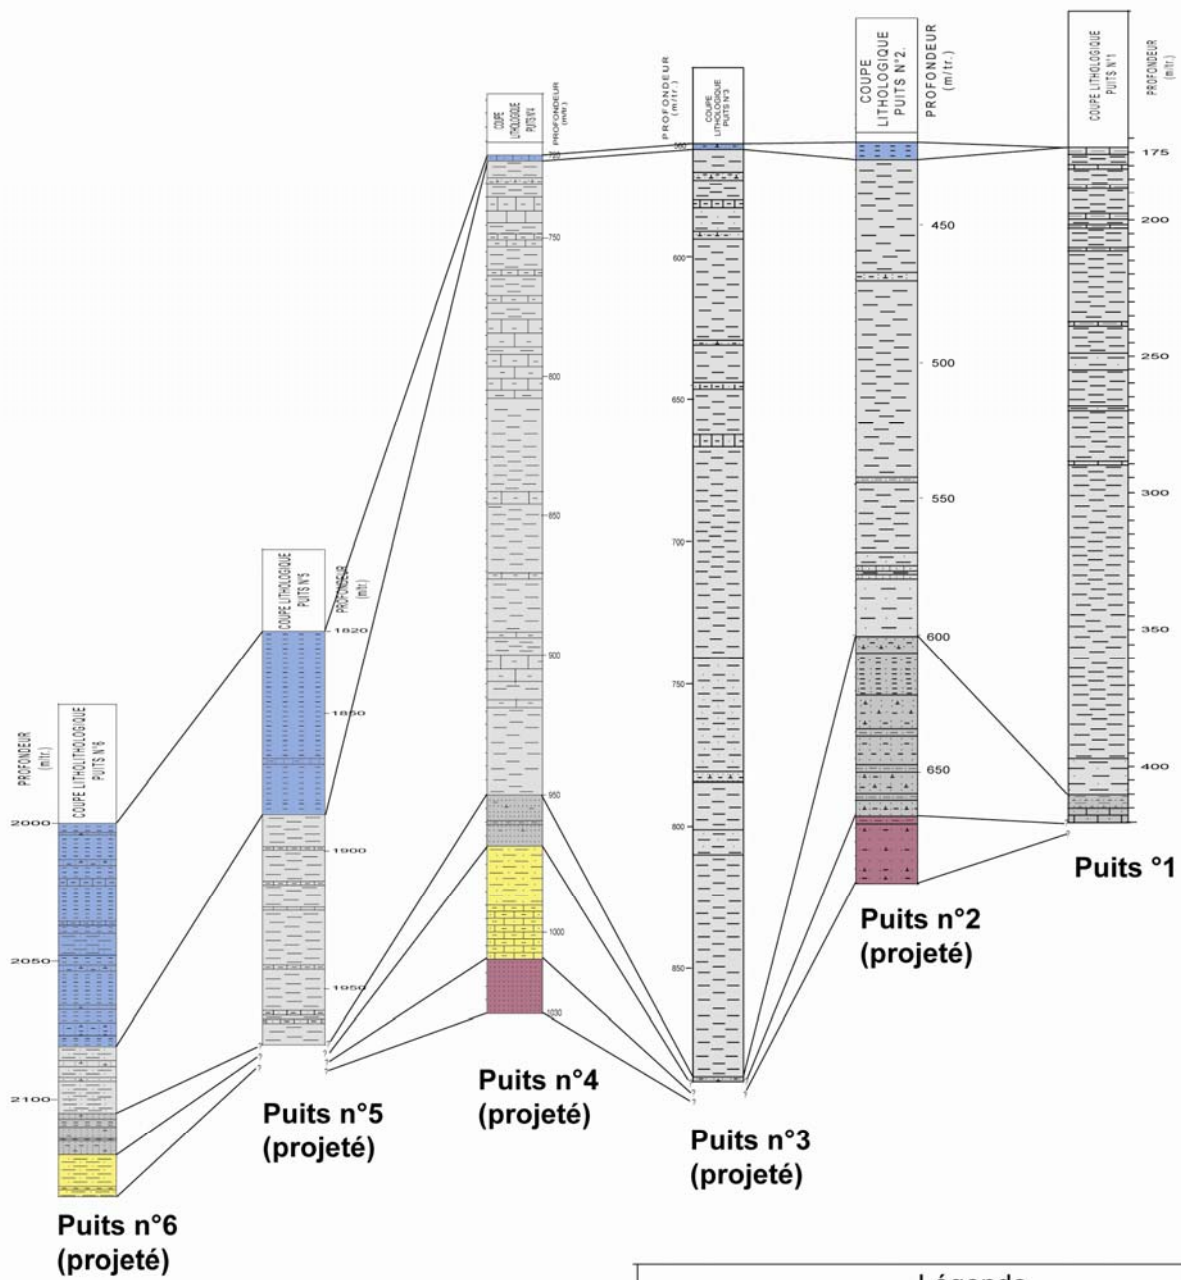 PROFONDEUR
(m/tr.)
COUPE LITHOLITHOLOGIQUE
PUITS N°6
2000
2050
2100
Puits n°6
(projeté)
COUPE LITHOLOGIQUE
PUITS N°5
PROFONDEUR
(m/tr.)
1820
1850
1900
1950
?
?
?
?
?
Puits n°5
(projeté)
COUPE
LITHOLOGIQUE
PUITS N°4
PROFONDEUR
(m/tr.)
720
750
800
850
900
950
1000
1030
Puits n°4
(projeté)
PROFONDEUR
(m/tr.)
COUPE
LITHOLOGIQUE
PUITS N°3
560
600
650
700
750
800
850
?
?
?
?
Puits n°3
(projeté)
COUPE
LITHOLOGIQUE
PUITS N°2.
PROFONDEUR
(m/tr.)
450
500
550
600
650
Puits n°2
(projeté)
COUPE LITHOLOGIQUE
PUITS N°1
PROFONDEUR
(m/tr.)
175
200
250
300
350
400
?
?
Puits °1